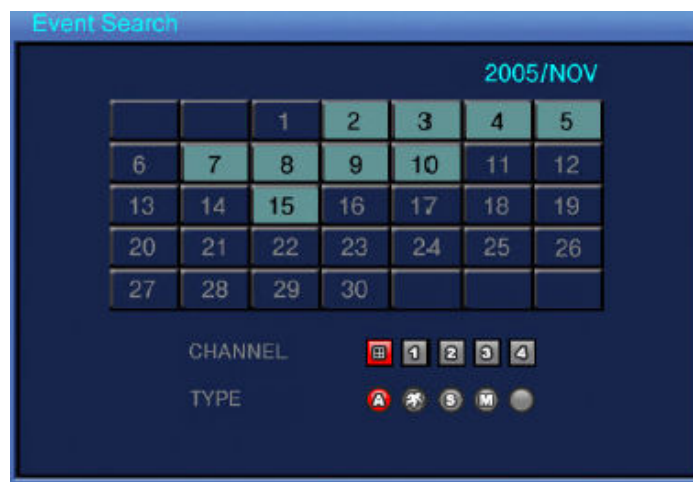 Event Search
2005/NOV
1 2 3 4 5
6 7 8 9 10 11 12
13 14 15 16 17 18 19
20 21 22 23 24 25 26
27 28 29 30
CHANNEL 1 2 3 4
TYPE A S M